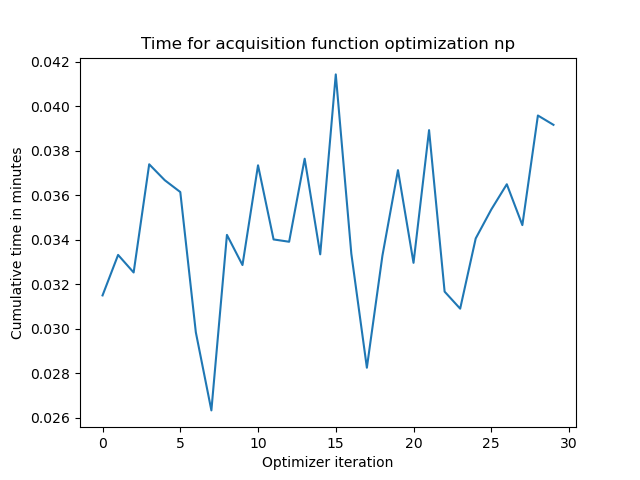 Time for acquisition function optimization np
Cumulative time in minutes
0.042
0.040
0.038
0.036
0.034
0.032
0.030
0.028
0.026
0 5 10 15 20 25 30
Optimizer iteration